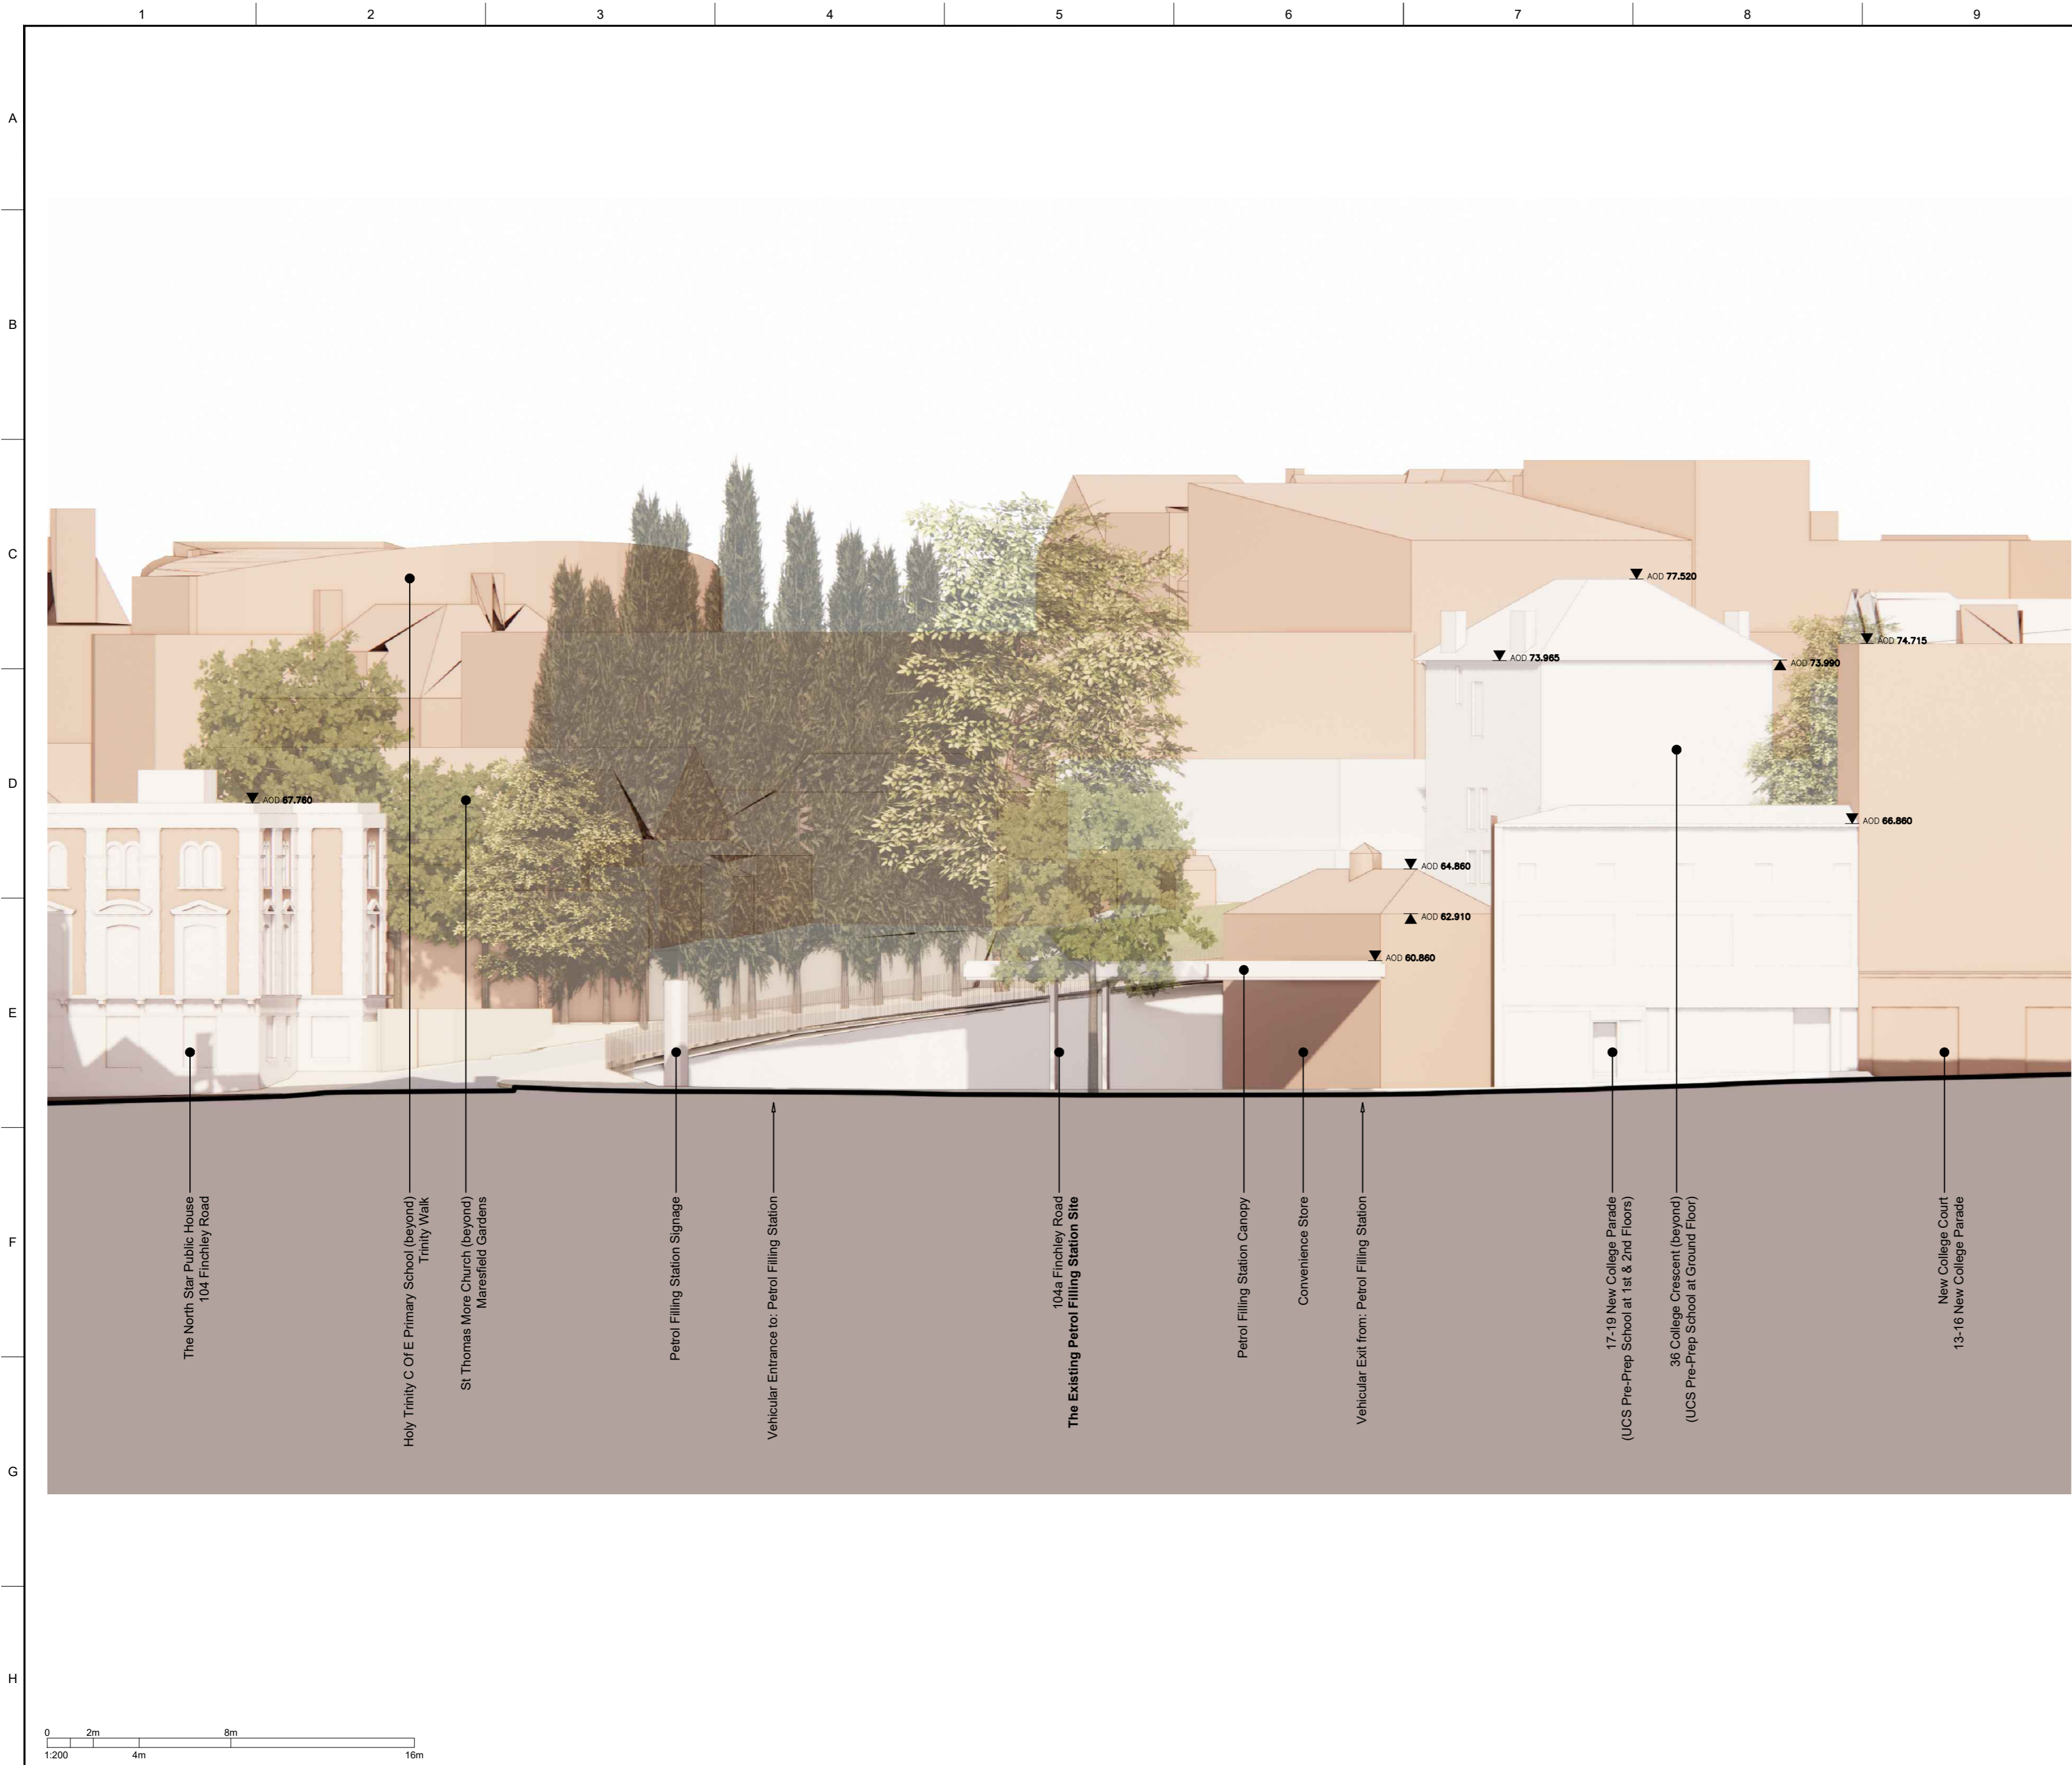 1 2 3 4 5 6 7 8 9
A
B
C
D
E
F
G
H
AOD 77.520
AOD 74.715
AOD 73.965
AOD 73.990
AOD 67.760
AOD 66.860
AOD 64.860
AOD 62.910
AOD 60.860
The North Star Public House
104 Finchley Road
Holy Trinity C Of E Primary School (beyond)
Trinity Walk
St Thomas More Church (beyond)
Maresfield Gardens
Petrol Filling Station Signage
Vehicular Entrance to: Petrol Filling Station
104a Finchley Road
The Existing Petrol Filling Station Site
Petrol Filling Station Canopy
Convenience Store
Vehicular Exit from: Petrol Filling Station
17-19 New College Parade
(UCS Pre-Prep School at 1st & 2nd Floors)
36 College Crescent (beyond)
(UCS Pre-Prep School at Ground Floor)
New College Court
13-16 New College Parade
0 2m 8m
1:200 4m 16m